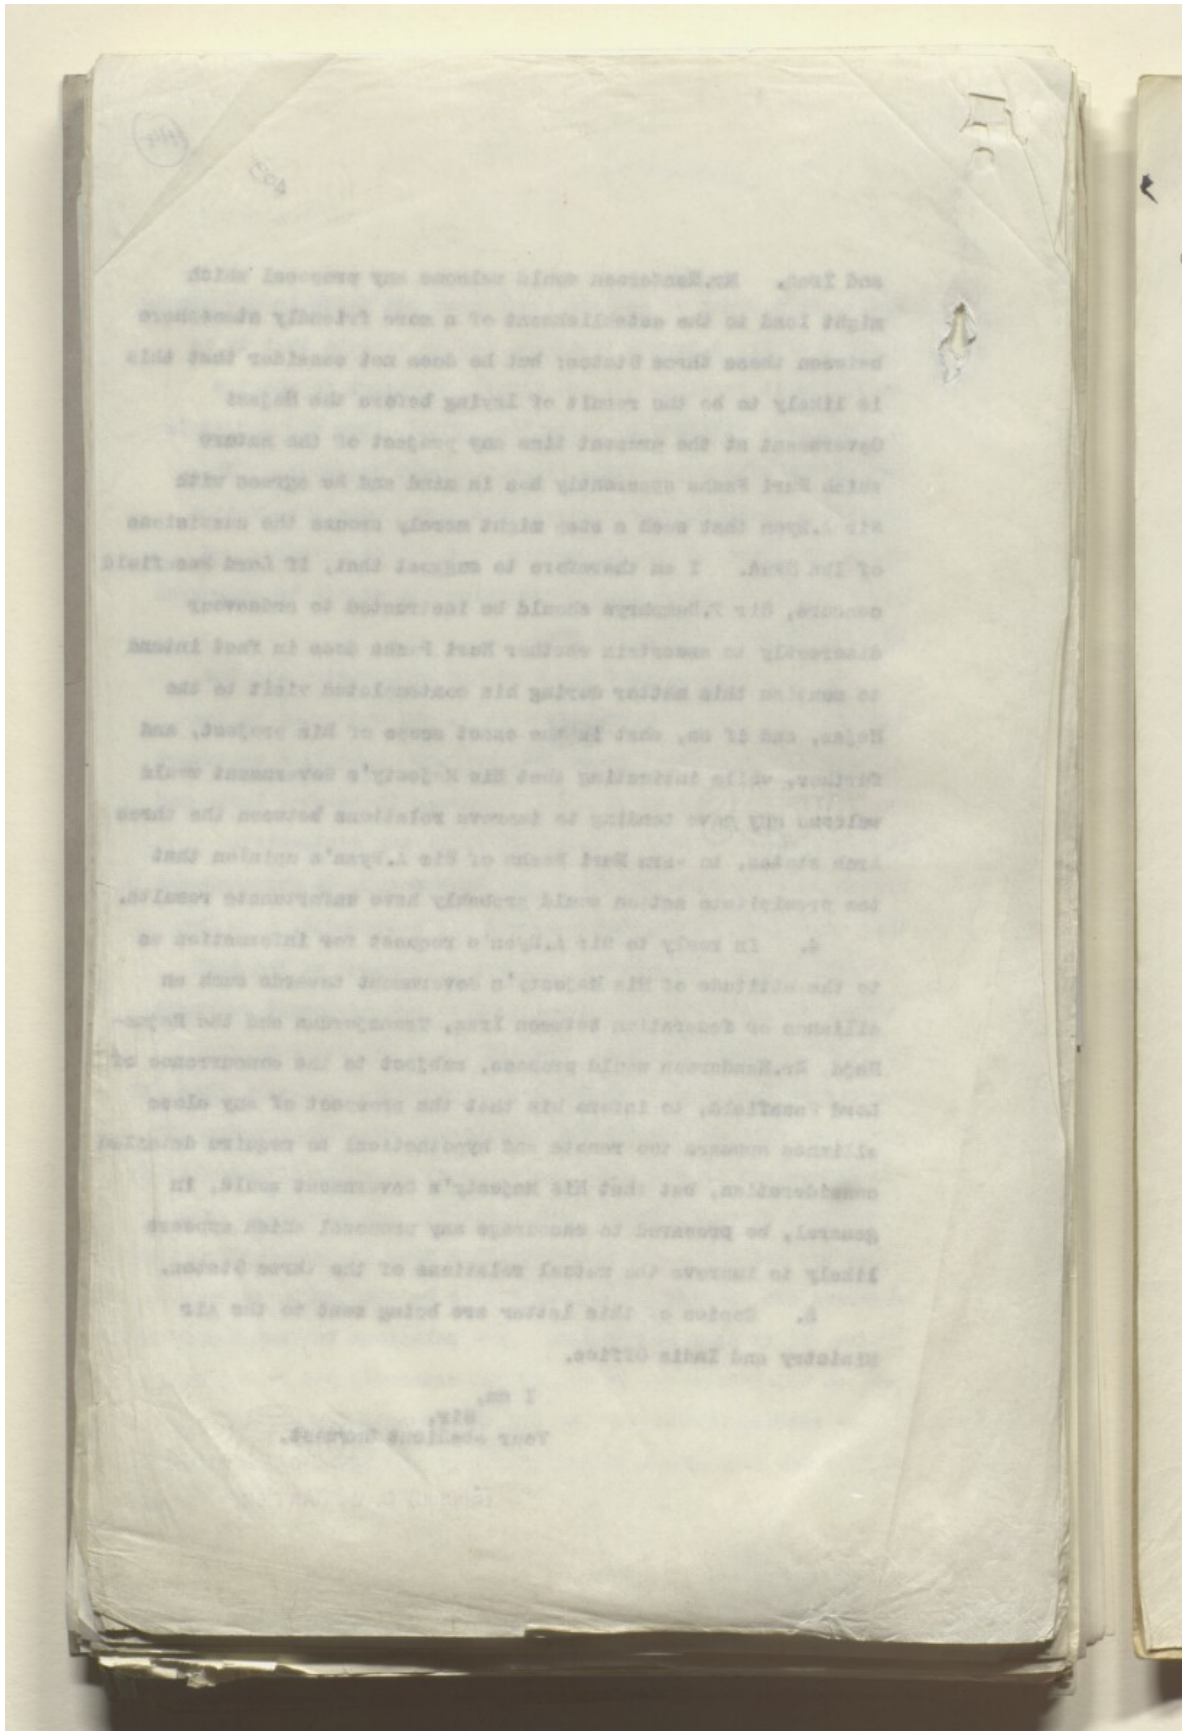 493
and Iraq. Mr. Henderson would welcome any proposal which
might lead to the establishment of a more friendly atmosphere
between these three States; but he does not consider that this
is likely to be the result of laying before the Hejazi
Government at the present time any project of the nature
which Nuri Pasha apparently has in mind and he agrees with
Sir A.Ryan that such a step might merely arouse the suspicions
of Ibn Saud. I am therefore to suggest that, if Lord Passfield
concurs, Sir F.Humphrys should be instructed to endeavour
discreetly to ascertain whether Nuri Pasha does in fact intend
to mention this matter during his contemplated visit to the
Hejaz, and if so, what is the exact scope of his project, and
further, while indicating that His Majesty's Government would
welcome any move tending to improve relations between the three
Arab states, to warn Nuri Pasha of Sir A.Ryan's opinion that
too precipitate action would probably have unfortunate results.
4. In reply to Sir A.Ryan's request for information as
to the attitude of His Majesty's Government towards such an
alliance or federation between Iraq, Transjordan and the Hejaz-
Nejd, Mr.Henderson would propose, subject to the concurrence of
Lord Passfield, to inform him that the prospect of any close
alliance appears too remote and hypothetical to require detailed
consideration, but that His Majesty's Government would, in
general, be prepared to encourage any proposal which appears
likely to improve the mutual relations of the three States.
5. Copies of this letter are being sent to the Air
Ministry and India Office.
I am,
Sir,
Your obedient Servant,